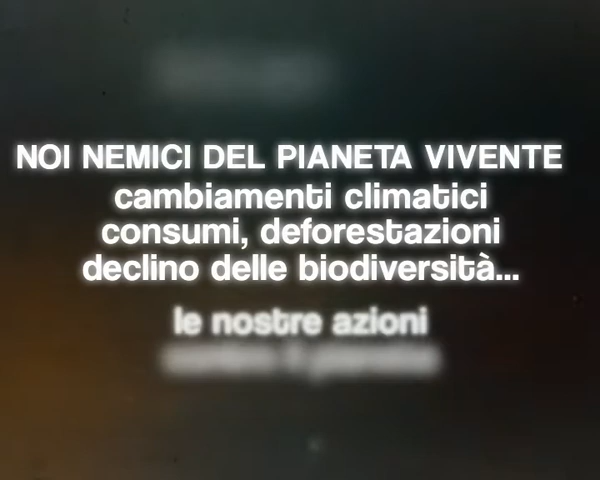 NOI NEMICI DEL PIANETA VIVENTE
cambiamenti climatici
consumi, deforestazioni
declino delle biodiversità...
le nostre azioni